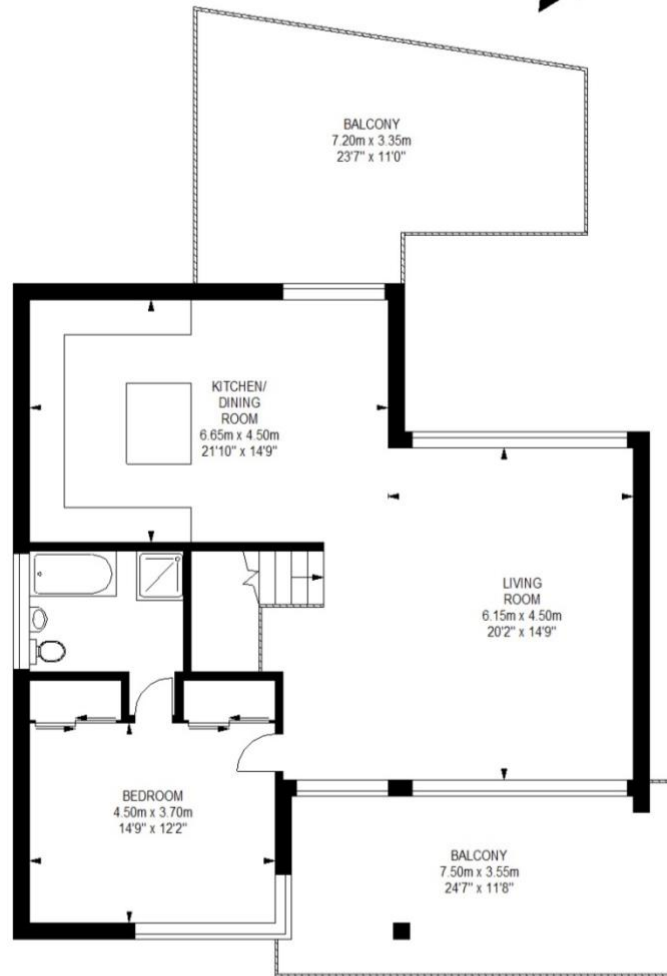 BALCONY
7.20m x 3.35m
23'7" x 11'0"
KITCHEN/
DINING
ROOM
6.65m x 4.50m
21'10" x 14'9"
LIVING
ROOM
6.15m x 4.50m
20'2" x 14'9"
BEDROOM
4.50m x 3.70m
14'9" x 12'2"
BALCONY
7.50m x 3.55m
24'7" x 11'8"